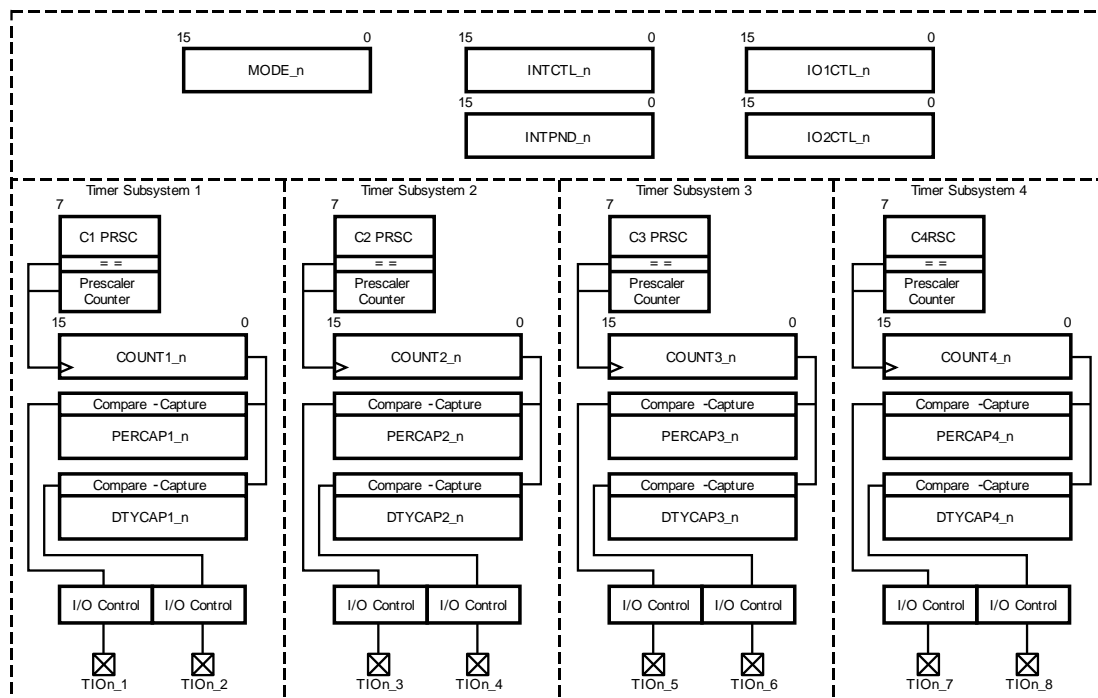 15 0 15 0 15 0
MODE_n INTCTL_n IO1CTL_n
15 0 15 0
INTPND_n IO2CTL_n
Timer Subsystem 1 Timer Subsystem 2 Timer Subsystem 3 Timer Subsystem 4
7 7 7 7
C1 PRSC C2 PRSC C3 PRSC C4RSC
= = = = = = = =
Prescaler Prescaler Prescaler Prescaler
Counter Counter Counter Counter
15 0 15 0 15 0 15 0
COUNT1_n COUNT2_n COUNT3_n COUNT4_n
Compare -Capture Compare -Capture Compare -Capture Compare -Capture
PERCAP1_n PERCAP2_n PERCAP3_n PERCAP4_n
Compare -Capture Compare -Capture Compare -Capture Compare -Capture
DTYCAP1_n DTYCAP2_n DTYCAP3_n DTYCAP4_n
I/O Control I/O Control I/O Control I/O Control I/O Control I/O Control I/O Control I/O Control
TIOn_1 TIOn_2 TIOn_3 TIOn_4 TIOn_5 TIOn_6 TIOn_7 TIOn_8